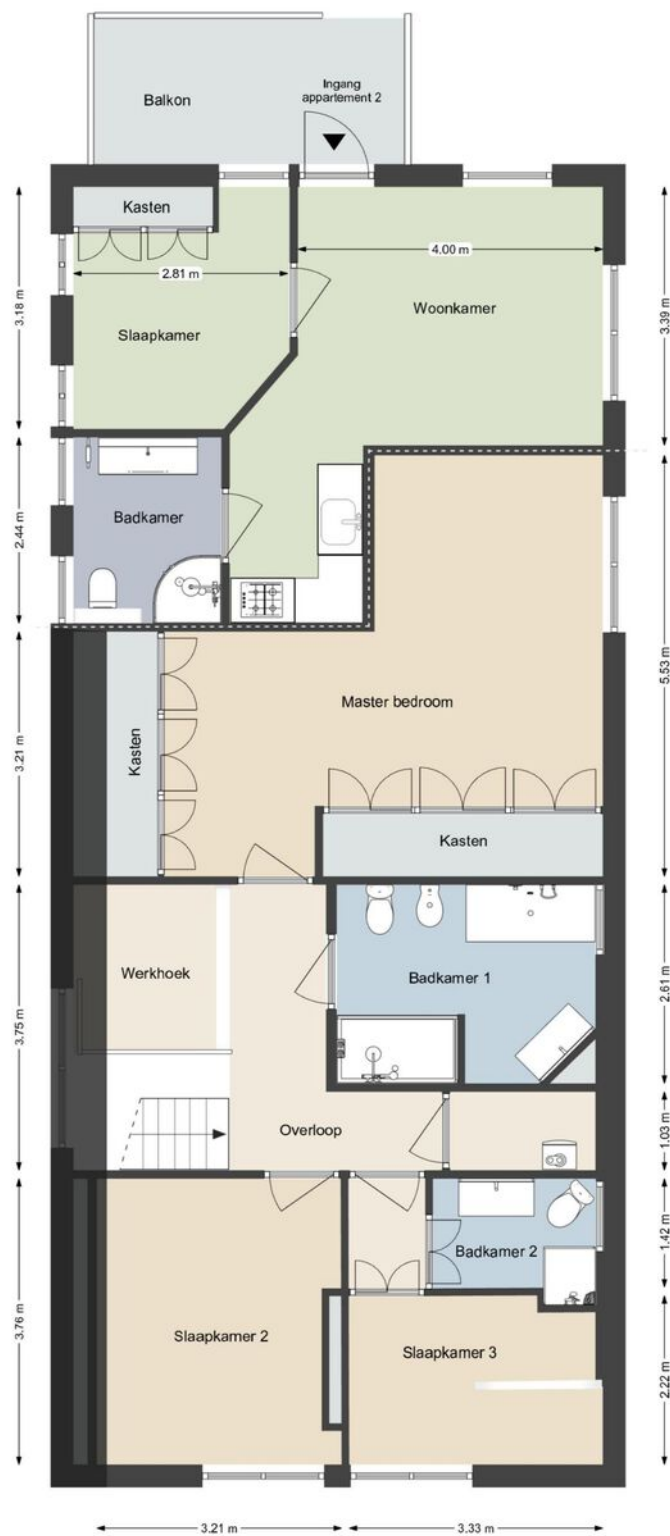 Balkon
Ingang
appartement 2
Kasten
2.81 m
4.00 m
3.18 m
3.39 m
Slaapkamer
Woonkamer
2.44 m
Badkamer
5.53 m
3.21 m
Kasten
Master bedroom
Kasten
3.75 m
Werkhoek
Badkamer 1
2.61 m
Overloop
1.03 m
Badkamer 2
1.42 m
3.76 m
Slaapkamer 2
Slaapkamer 3
2.22 m
3.21 m
3.33 m